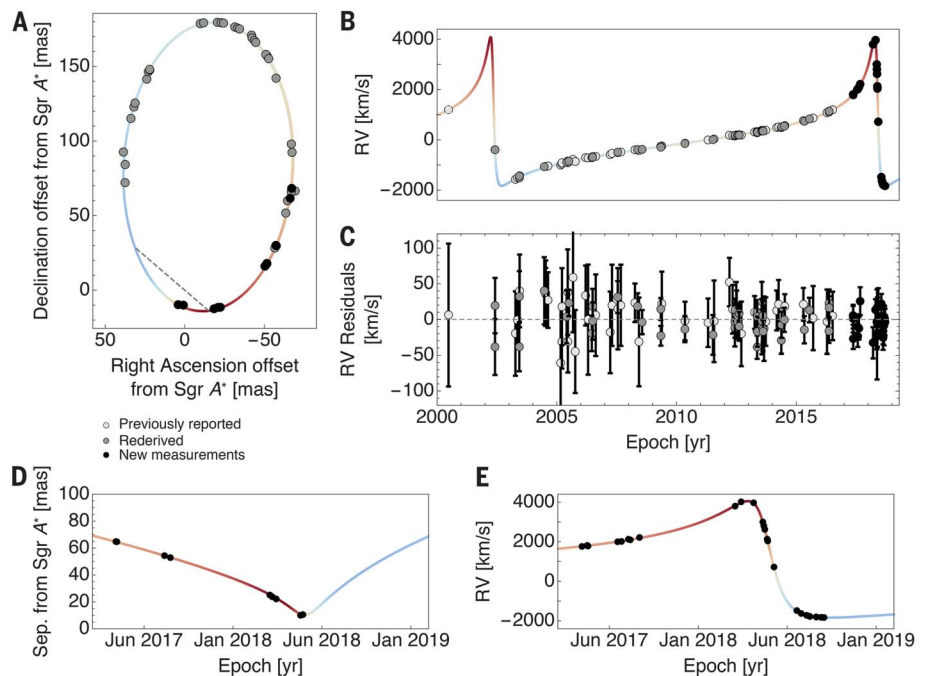 A
Declination offset from Sgr A* [mas]
150
100
50
0
50
0
−50
Right Ascension offset
from Sgr A* [mas]
Previously reported
Rederived
New measurements
B
RV [km/s]
4000
2000
0
−2000
C
RV Residuals
[km/s]
100
50
0
−50
−100
2000
2005
2010
2015
Epoch [yr]
D
Sep. from Sgr A* [mas]
100
80
60
40
20
0
Jun 2017
Jan 2018
Jun 2018
Jan 2019
Epoch [yr]
E
RV [km/s]
4000
2000
0
−2000
Jun 2017
Jan 2018
Jun 2018
Jan 2019
Epoch [yr]